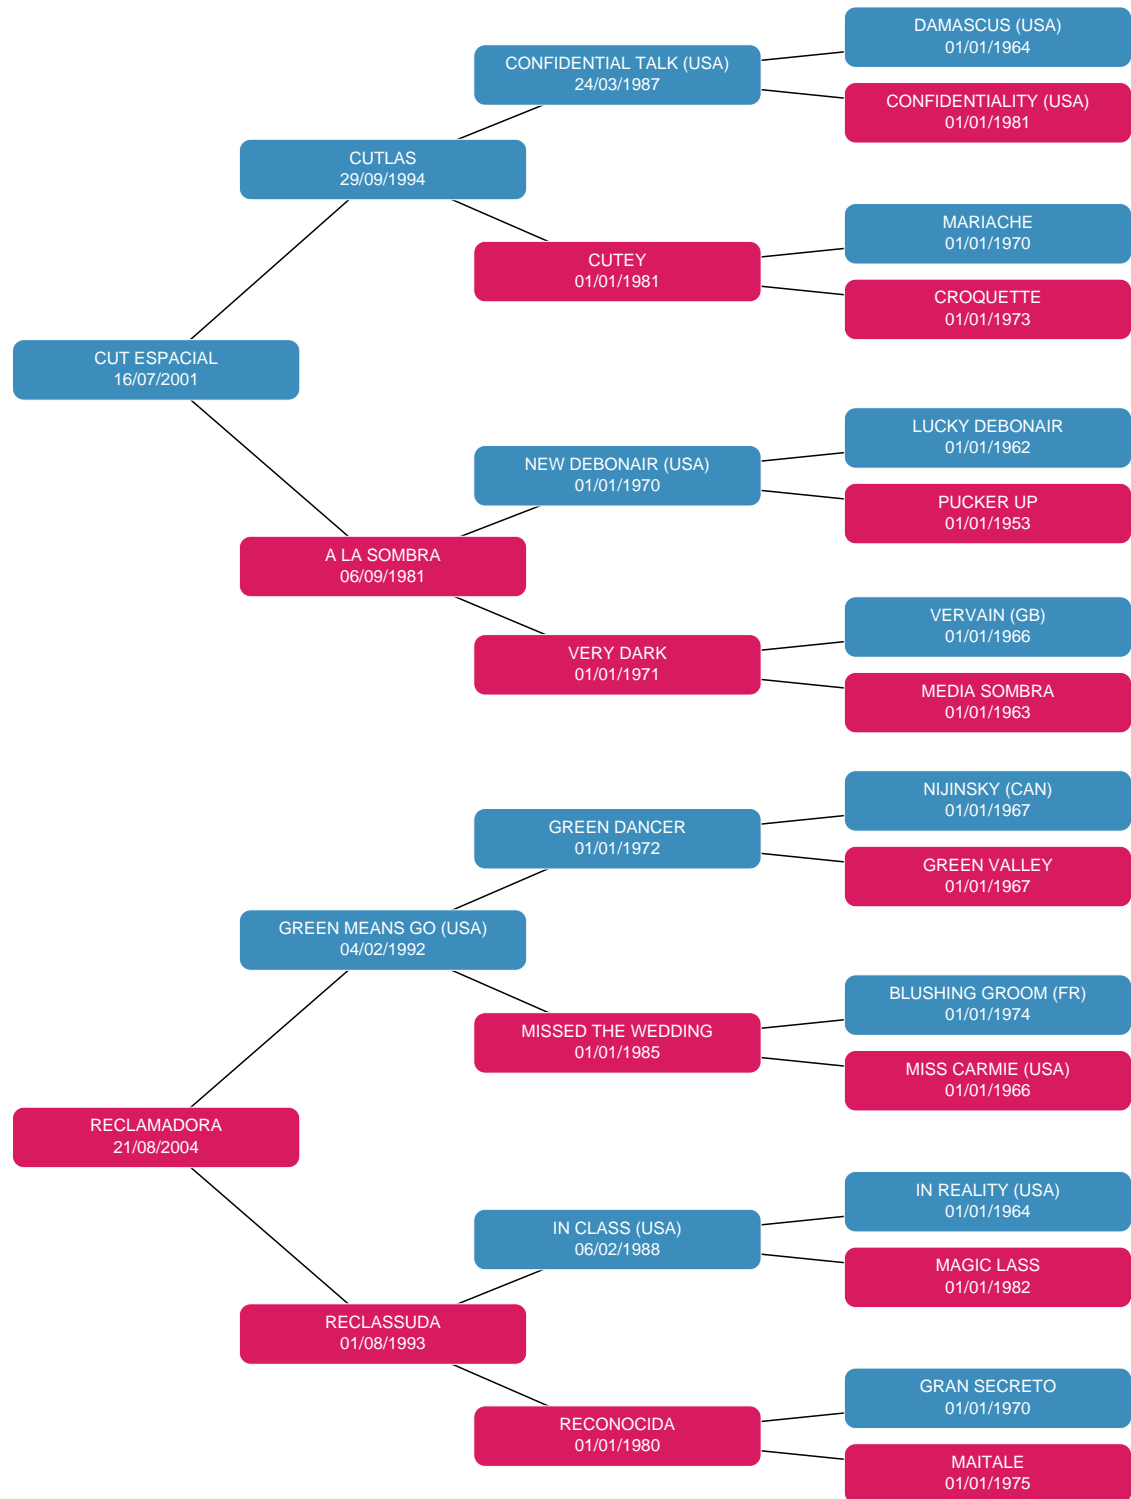 DAMASCUS (USA)
01/01/1964
CONFIDENTIAL TALK (USA)
24/03/1987
CONFIDENTIALITY (USA)
01/01/1981
CUTLAS
29/09/1994
MARIACHE
01/01/1970
CUTEY
01/01/1981
CROQUETTE
01/01/1973
CUT ESPACIAL
16/07/2001
LUCKY DEBONAIR
01/01/1962
NEW DEBONAIR (USA)
01/01/1970
PUCKER UP
01/01/1953
A LA SOMBRA
06/09/1981
VERVAIN (GB)
01/01/1966
VERY DARK
01/01/1971
MEDIA SOMBRA
01/01/1963
NIJINSKY (CAN)
01/01/1967
GREEN DANCER
01/01/1972
GREEN VALLEY
01/01/1967
GREEN MEANS GO (USA)
04/02/1992
BLUSHING GROOM (FR)
01/01/1974
MISSED THE WEDDING
01/01/1985
MISS CARMIE (USA)
01/01/1966
RECLAMADORA
21/08/2004
IN REALITY (USA)
01/01/1964
IN CLASS (USA)
06/02/1988
MAGIC LASS
01/01/1982
RECLASSUDA
01/08/1993
GRAN SECRETO
01/01/1970
RECONOCIDA
01/01/1980
MAITALE
01/01/1975